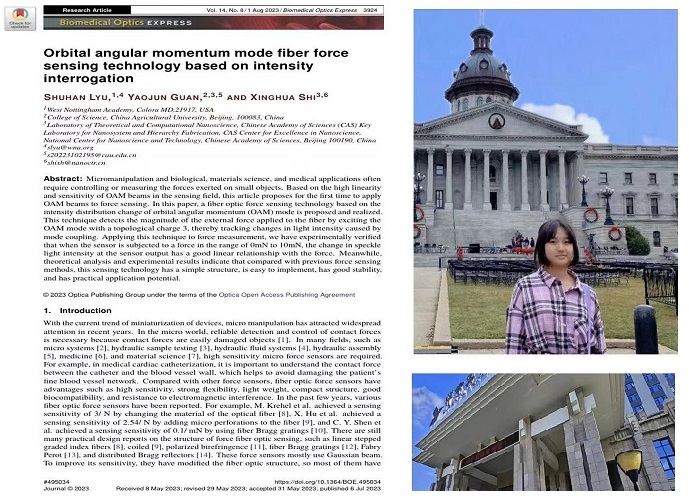 Check for
updates
Research Article
Vol. 14, No. 8 / 1 Aug 2023 / Biomedical Optics Express 3924
Biomedical Optics EXPRESS
Orbital angular momentum mode fiber force
sensing technology based on intensity
interrogation
SHUHAN LYU,1,4 YAOJUN GUAN,2,3,5 AND XINGHUA SHI3,6
1West Nottingham Academy, Colora MD.21917, USA
2College of Science, China Agricultural University, Beijing, 100083, China
3Laboratory of Theoretical and Computational Nanoscience, Chinese Academy of Sciences (CAS) Key
Laboratory for Nanosystem and Hierarchy Fabrication, CAS Center for Excellence in Nanoscience,
National Center for Nanoscience and Technology, Chinese Academy of Sciences, Beijing 100190, China
4slyu@wna.org
5s20223102195@cau.edu.cn
6shixh@nanoctr.cn
Abstract: Micromanipulation and biological, materials science, and medical applications often
require controlling or measuring the forces exerted on small objects. Based on the high linearity
and sensitivity of OAM beams in the sensing field, this article proposes for the first time to apply
OAM beams to force sensing. In this paper, a fiber optic force sensing technology based on the
intensity distribution change of orbital angular momentum (OAM) mode is proposed and realized.
This technique detects the magnitude of the external force applied to the fiber by exciting the
OAM mode with a topological charge 3, thereby tracking changes in light intensity caused by
mode coupling. Applying this technique to force measurement, we have experimentally verified
that when the sensor is subjected to a force in the range of 0mN to 10mN, the change in speckle
light intensity at the sensor output has a good linear relationship with the force. Meanwhile,
theoretical analysis and experimental results indicate that compared with previous force sensing
methods, this sensing technology has a simple structure, is easy to implement, has good stability,
and has practical application potential.
© 2023 Optica Publishing Group under the terms of the Optica Open Access Publishing Agreement
1. Introduction
With the current trend of miniaturization of devices, micro manipulation has attracted widespread
attention in recent years. In the micro world, reliable detection and control of contact forces
is necessary because contact forces are easily damaged objects [1]. In many fields, such as
micro systems [2], hydraulic sample testing [3], hydraulic fluid systems [4], hydraulic assembly
[5], medicine [6], and material science [7], high sensitivity micro force sensors are required.
For example, in medical cardiac catheterization, it is important to understand the contact force
between the catheter and the blood vessel wall, which helps to avoid damaging the patient's
fine blood vessel network. Compared with other force sensors, fiber optic force sensors have
advantages such as high sensitivity, strong flexibility, light weight, compact structure, good
biocompatibility, and resistance to electromagnetic interference. In the past few years, various
fiber optic force sensors have been reported. For example, M. Krehel et al. achieved a sensing
sensitivity of 3/ N by changing the material of the optical fiber [8], X. Hu et al. achieved a
sensing sensitivity of 2.54/ N by adding micro perforations to the fiber [9], and C. Y. Shen et
al. achieved a sensing sensitivity of 0.1/ mN by using fiber Bragg gratings [10]. There are still
many practical design reports on the structure of force fiber optic sensing, such as linear stepped
graded index fibers [8], coiled [9], polarized birefringence [11], fiber Bragg gratings [12], Fabry
Perot [13], and distributed Bragg reflectors [14]. These force sensors mostly use Gaussian beam.
To improve its sensitivity, they have modified the fiber optic structure, so most of them have
#495034
https://doi.org/10.1364/BOE.495034
Journal © 2023
Received 8 May 2023; revised 29 May 2023; accepted 31 May 2023; published 6 Jul 2023